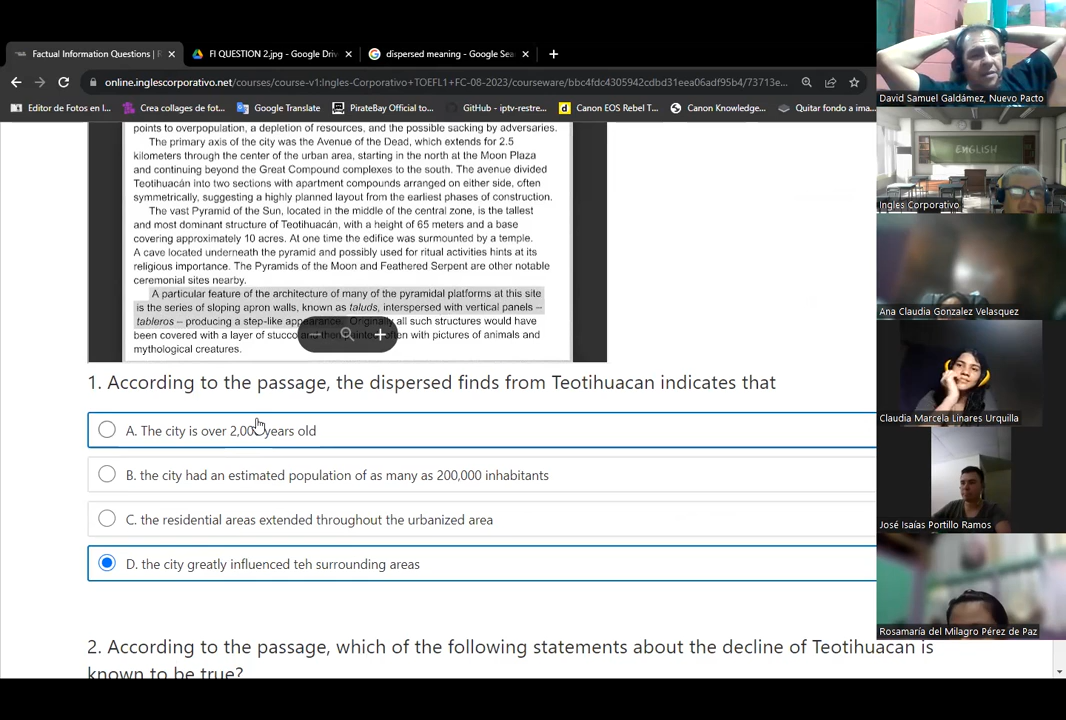 Factual Information Questions |
FI QUESTION 2.jpg - Google Driv
dispersed meaning - Google Sea
online.inglescorporativo.net/courses/course-v1:Ingles-Corporativo+TOEFL1+FC-08-2023/courseware/bbc4fdc4305942cdbd31eea06adf95b4/73713e...
Editor de Fotos en l...
Crea collages de fot...
Google Translate
PirateBay Official to...
GitHub - iptv-restre...
Canon EOS Rebel T...
Canon Knowledge...
Quitar fondo a ima...
points to overpopulation, a depletion of resources, and the possible sacking by adversaries.
The primary axis of the city was the Avenue of the Dead, which extends for 2.5
kilometers through the center of the urban area, starting in the north at the Moon Plaza
and continuing beyond the Great Compound complexes to the south. The avenue divided
Teotihuacán into two sections with apartment compounds arranged on either side, often
symmetrically, suggesting a highly planned layout from the earliest phases of construction.
The vast Pyramid of the Sun, located in the middle of the central zone, is the tallest
and most dominant structure of Teotihuacán, with a height of 65 meters and a base
covering approximately 10 acres. At one time the edifice was surmounted by a temple.
A cave located underneath the pyramid and possibly used for ritual activities hints at its
religious importance. The Pyramids of the Moon and Feathered Serpent are other notable
ceremonial sites nearby.
A particular feature of the architecture of many of the pyramidal platforms at this site
is the series of sloping apron walls, known as taluds, interspersed with vertical panels –
tableros – producing a step-like appearance. Originally all such structures would have
been covered with a layer of stucco and then painted often with pictures of animals and
mythological creatures.
1. According to the passage, the dispersed finds from Teotihuacan indicates that
A. The city is over 2,000 years old
B. the city had an estimated population of as many as 200,000 inhabitants
C. the residential areas extended throughout the urbanized area
D. the city greatly influenced teh surrounding areas
2. According to the passage, which of the following statements about the decline of Teotihuacan is
known to be true?
David Samuel Galdámez, Nuevo Pacto
ENGLISH
Ingles Corporativo
Ana Claudia Gonzalez Velasquez
Claudia Marcela Linares Urquilla
José Isaías Portillo Ramos
Rosamaría del Milagro Pérez de Paz